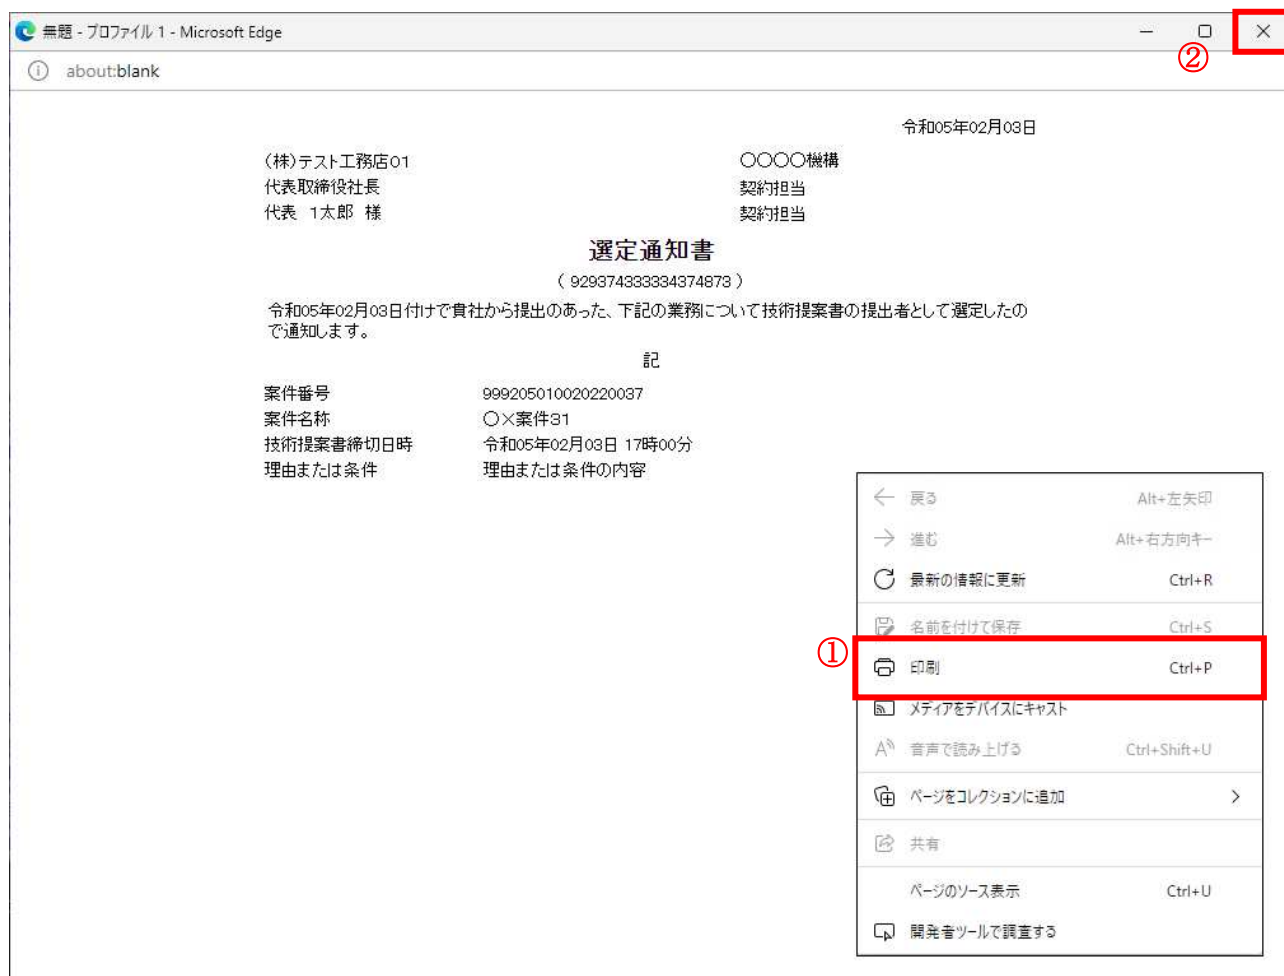 無題 - プロファイル 1 - Microsoft Edge
②
about:blank
令和05年02月03日
(株)テスト工務店01
〇〇〇〇機構
代表取締役社長
契約担当
代表 1太郎 様
契約担当
選定通知書
( 929374333334374873 )
令和05年02月03日付けで貴社から提出のあった、下記の業務について技術提案書の提出者として選定したの
で通知します。
記
案件番号 999205010020220037
案件名称 〇×案件31
技術提案書締切日時 令和05年02月03日 17時00分
理由または条件 理由または条件の内容
戻る Alt+左矢印
進む Alt+右方向キー
最新の情報に更新 Ctrl+R
名前を付けて保存 Ctrl+S
①
印刷 Ctrl+P
メディアをデバイスにキャスト
音声で読み上げる Ctrl+Shift+U
ページをコレクションに追加
共有
ページのソース表示 Ctrl+U
開発者ツールで調査する